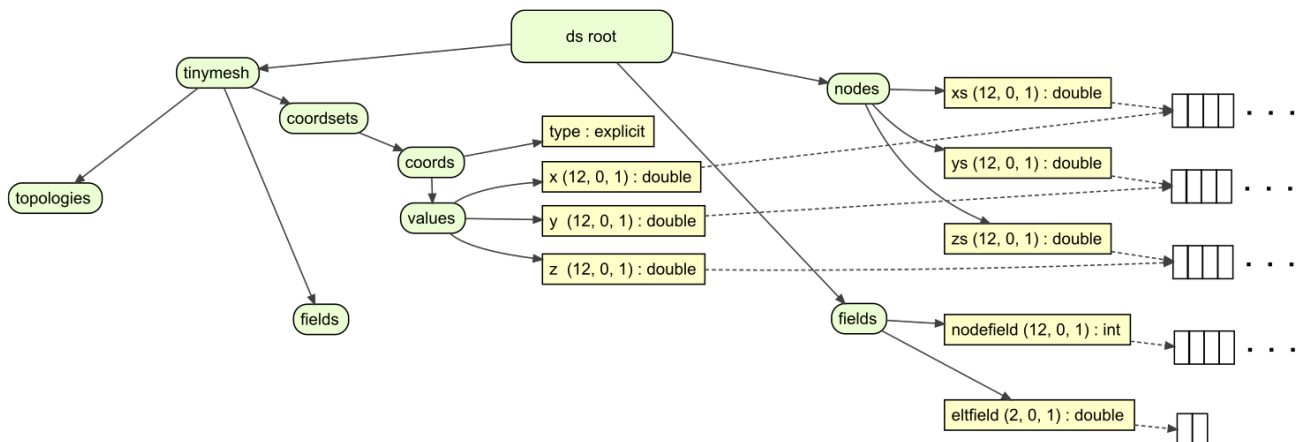 ds root
tinymesh
nodes
xs (12, 0, 1) : double
. . .
coordsets
type : explicit
coords
x (12, 0, 1) : double
ys (12, 0, 1) : double
. . .
topologies
values
y  (12, 0, 1) : double
zs (12, 0, 1) : double
. . .
z  (12, 0, 1) : double
fields
fields
nodefield (12, 0, 1) : int
. . .
eltfield (2, 0, 1) : double